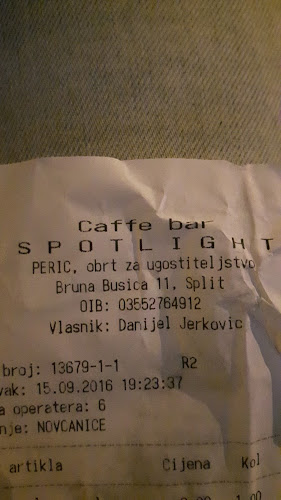 Caffe bar
SPOTLIGHT
PERIC, obrt za ugostiteljstvo
Bruna Busica 11, Split
OIB: 03552764912
Vlasnik: Danijel Jerkovic
broj: 13679-1-1 R2
vak: 15.09.2016 19:23:37
a operatera: 6
nje: NOVCANICE
artikla Cijena Kol